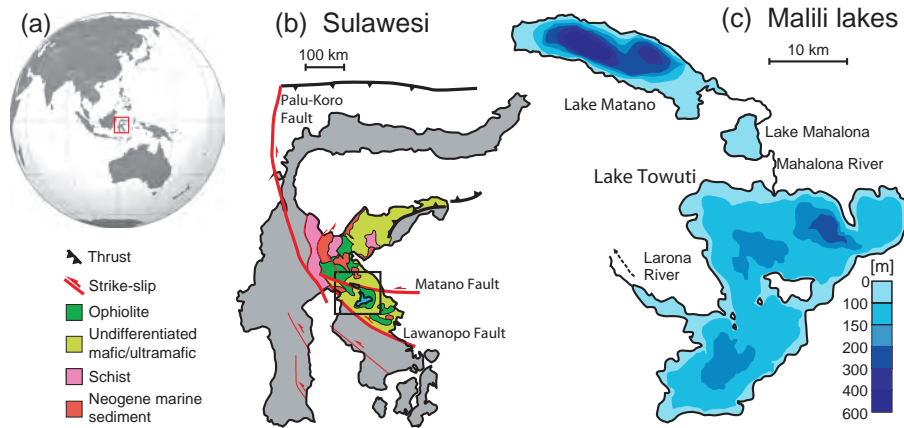 (a)
(b) Sulawesi
(c) Malili lakes
100 km
10 km
Palu-Koro
Fault
Lake Matano
Lake Mahalona
Mahalona River
Lake Towuti
Larona
River
Matano Fault
Lawanopo Fault
Thrust
Strike-slip
Ophiolite
Undifferentiated
mafic/ultramafic
Schist
Neogene marine
sediment
[m]
0
100
150
200
300
400
600